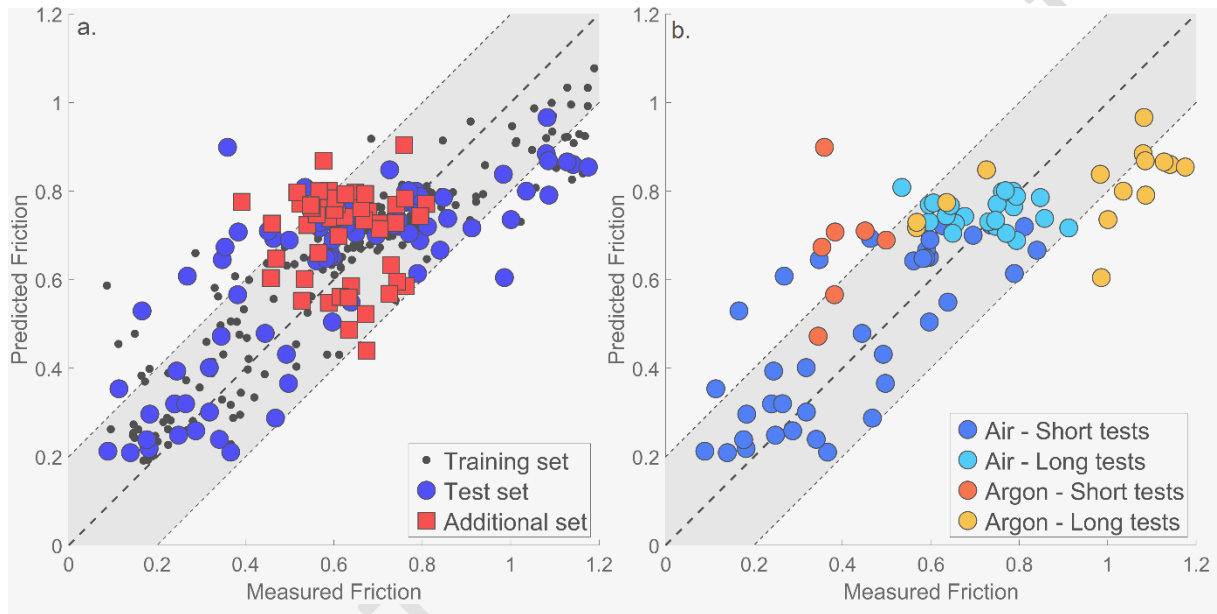 a.
Predicted Friction
1.2
1
0.8
0.6
0.4
0.2
0
0
0.2
0.4
0.6
0.8
1
1.2
Measured Friction
Training set
Test set
Additional set
b.
Predicted Friction
1.2
1
0.8
0.6
0.4
0.2
0
0
0.2
0.4
0.6
0.8
1
1.2
Measured Friction
Air - Short tests
Air - Long tests
Argon - Short tests
Argon - Long tests